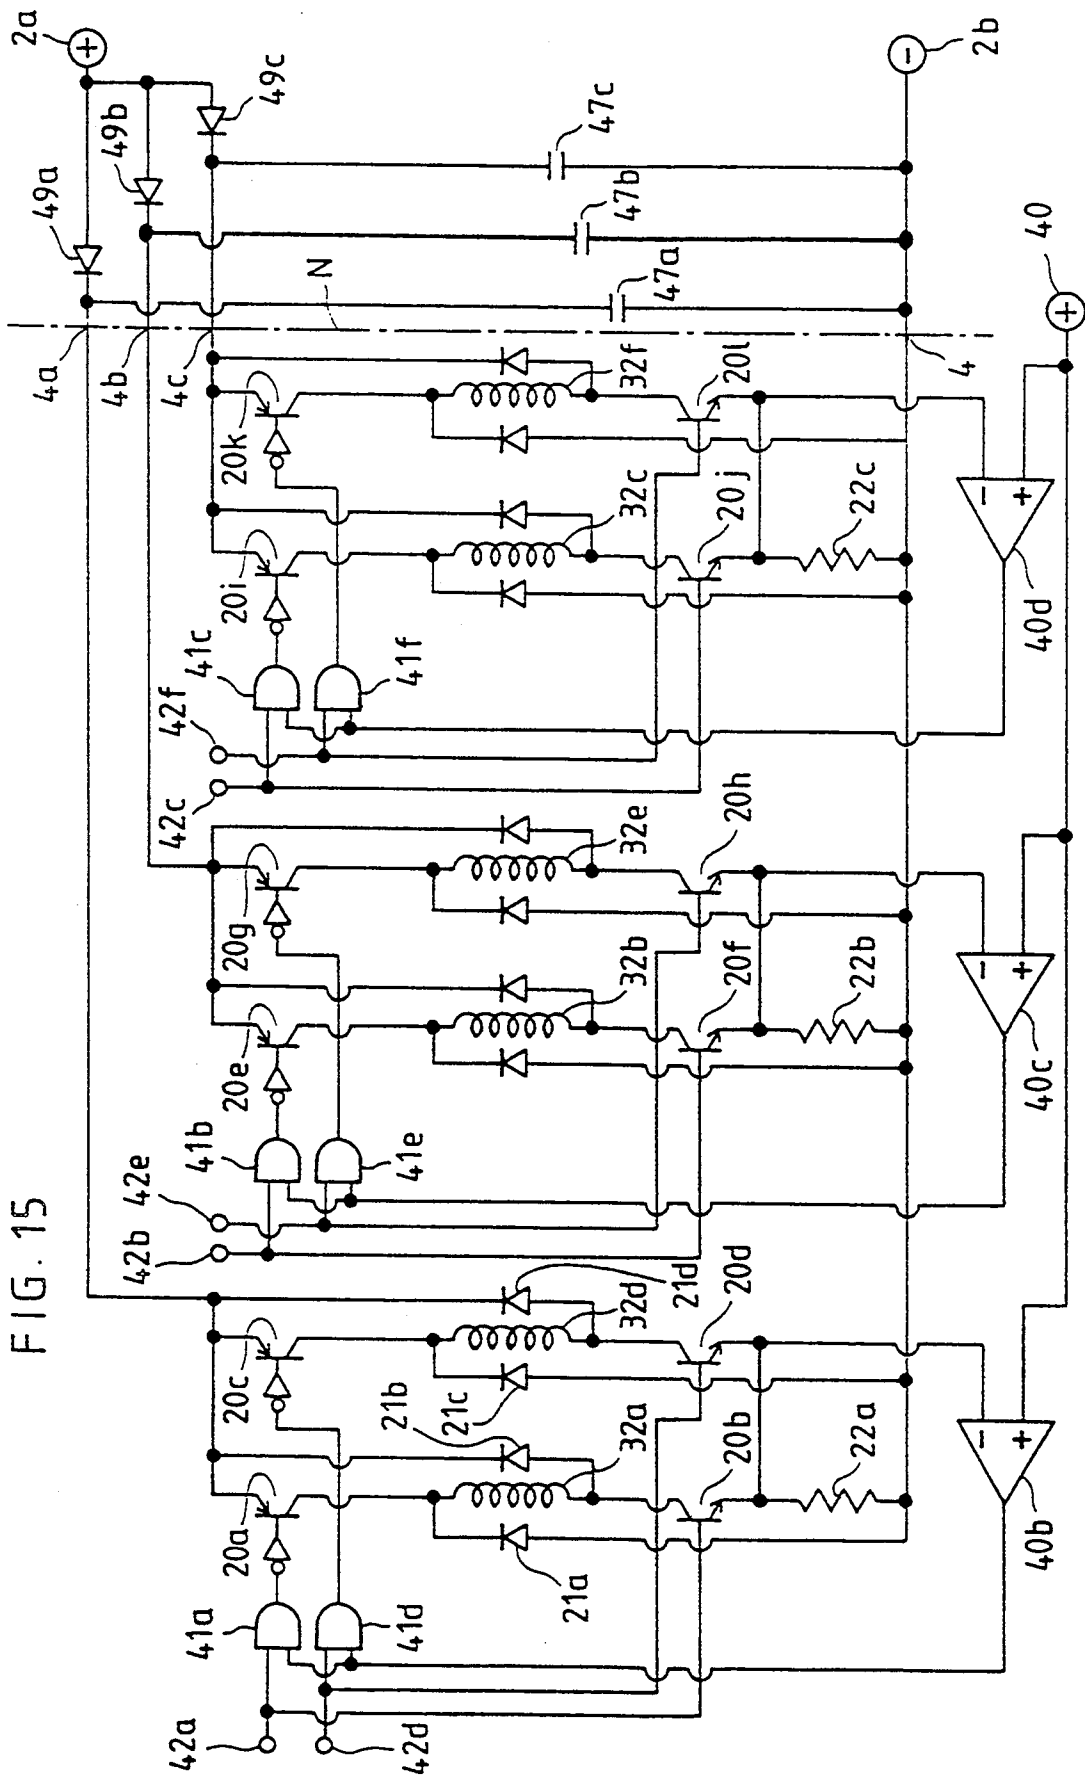 FIG. 15
2a
+
49a
49b
49c
4a
4b
4c
N
47a
47b
47c
-
2b
4
40
+
42a
42d
41a
41d
20a
20c
21a
21b
21c
21d
32a
32d
20b
20d
22a
-
+
40b
42b
42e
41b
41e
20e
20g
32b
32e
20f
20h
22b
-
+
40c
42c
42f
41c
41f
20i
20k
32c
32f
20j
20l
22c
-
+
40d